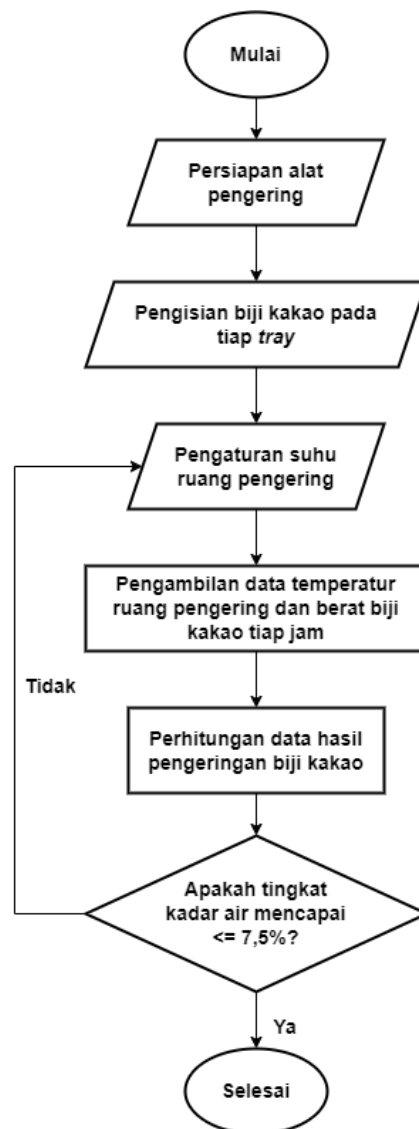 Mulai
Persiapan alat
pengering
Pengisian biji kakao pada
tiap tray
Pengaturan suhu
ruang pengering
Pengambilan data temperatur
ruang pengering dan berat biji
kakao tiap jam
Tidak
Perhitungan data hasil
pengeringan biji kakao
Apakah tingkat
kadar air mencapai
<= 7,5%?
Ya
Selesai